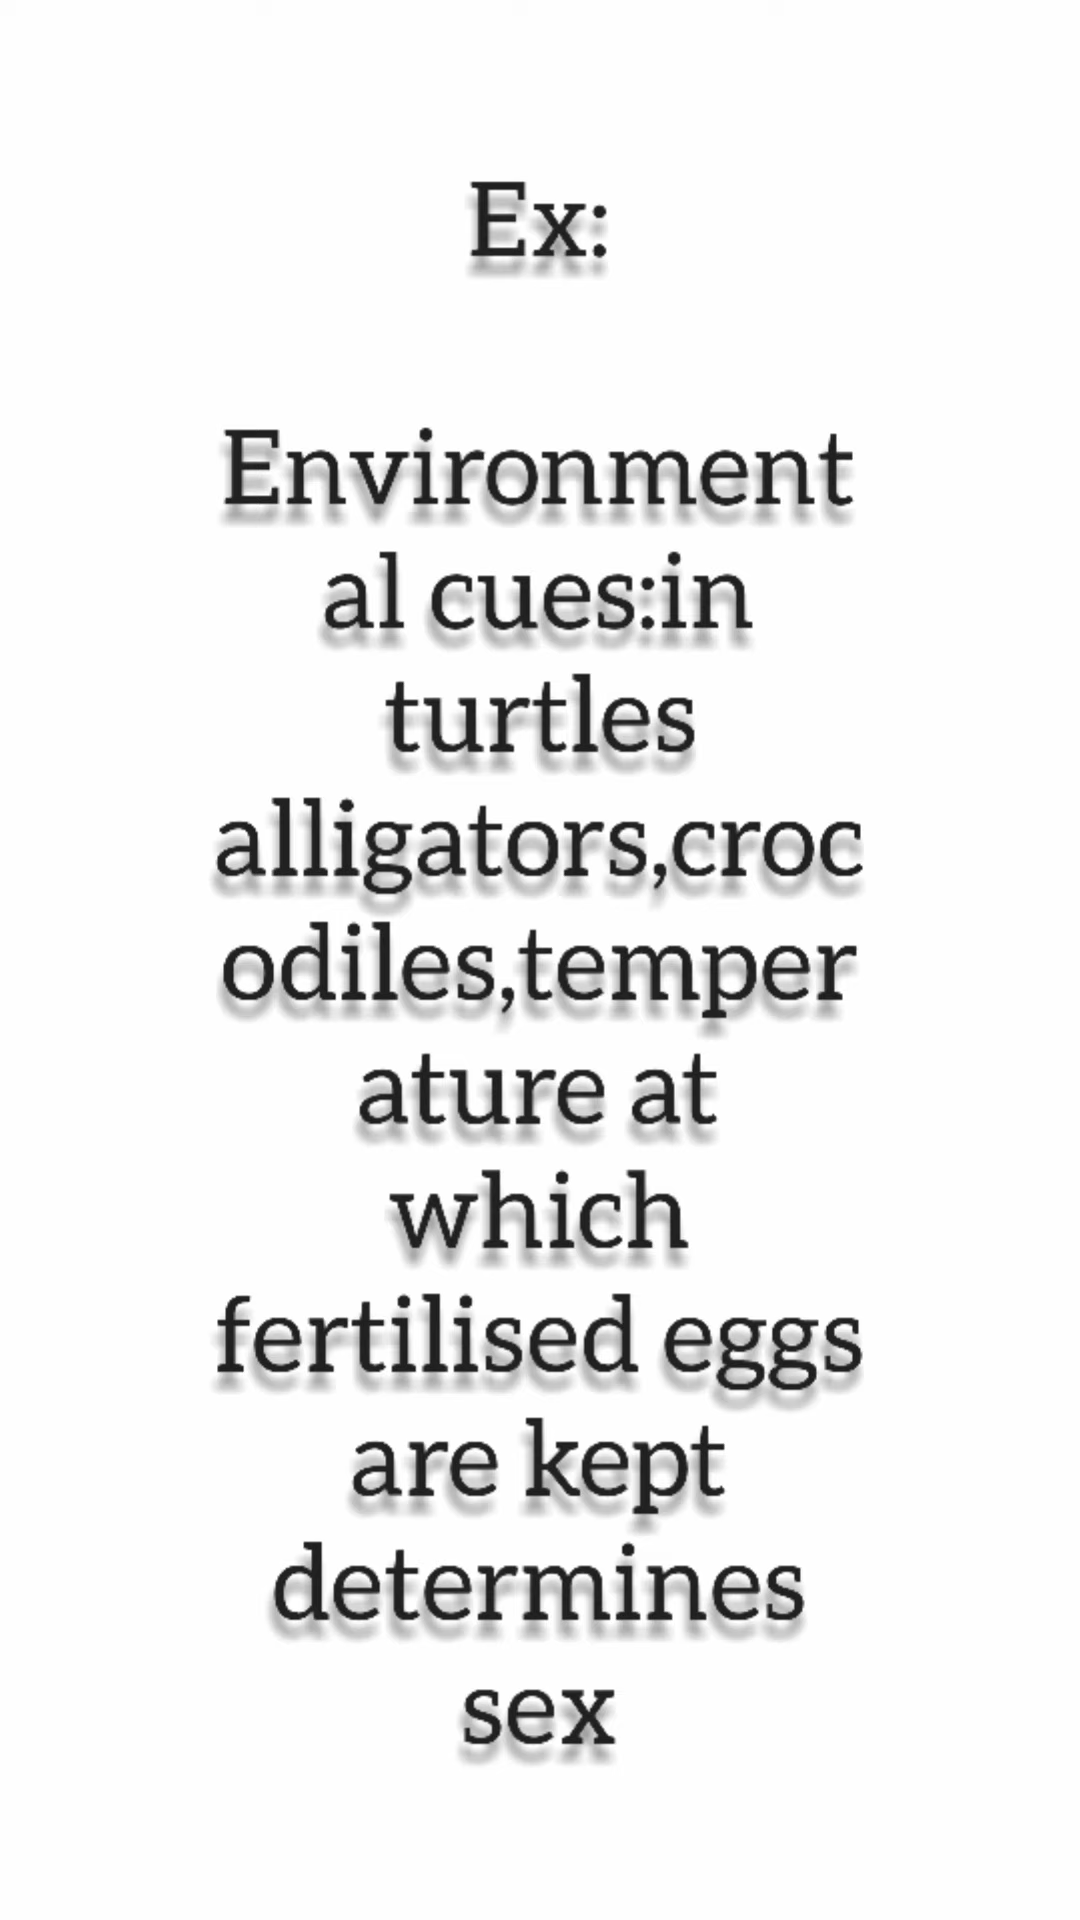 Ex:
Environment
al cues:in
turtles
alligators,croc
odiles,temper
ature at
which
fertilised eggs
are kept
determines
sex